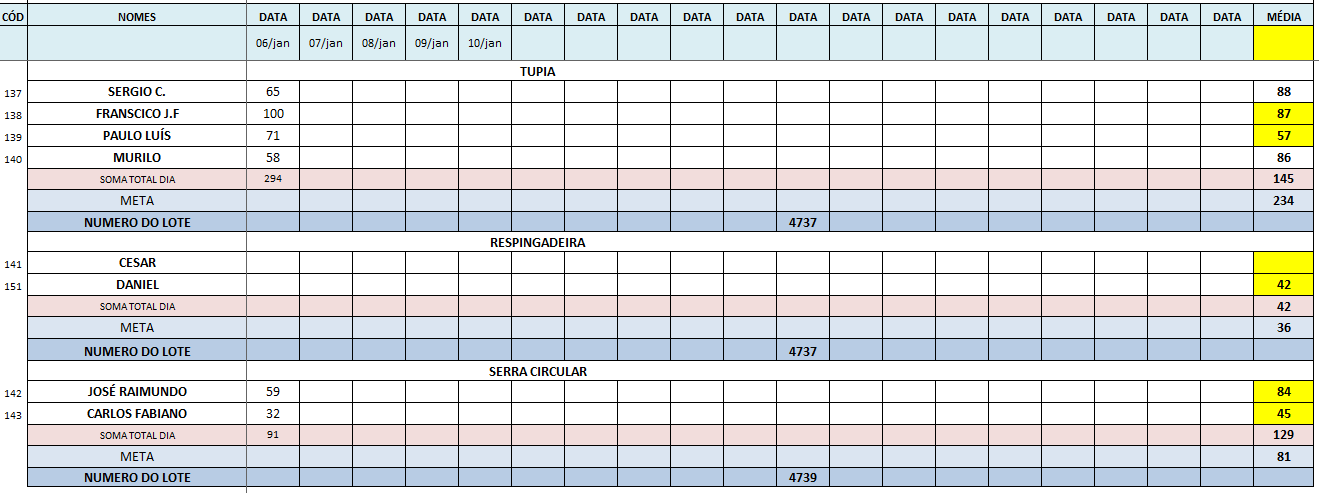 CÓD NOMES DATA DATA DATA DATA DATA DATA DATA DATA DATA DATA DATA DATA DATA DATA DATA DATA DATA DATA DATA MÉDIA
06/jan 07/jan 08/jan 09/jan 10/jan
TUPIA
137 SERGIO C. 65 88
138 FRANSCICO J.F 100 87
139 PAULO LUÍS 71 57
140 MURILO 58 86
SOMA TOTAL DIA 294 145
META 234
NUMERO DO LOTE 4737
RESPINGADEIRA
141 CESAR
151 DANIEL 42
SOMA TOTAL DIA 42
META 36
NUMERO DO LOTE 4737
SERRA CIRCULAR
142 JOSÉ RAIMUNDO 59 84
143 CARLOS FABIANO 32 45
SOMA TOTAL DIA 91 129
META 81
NUMERO DO LOTE 4739